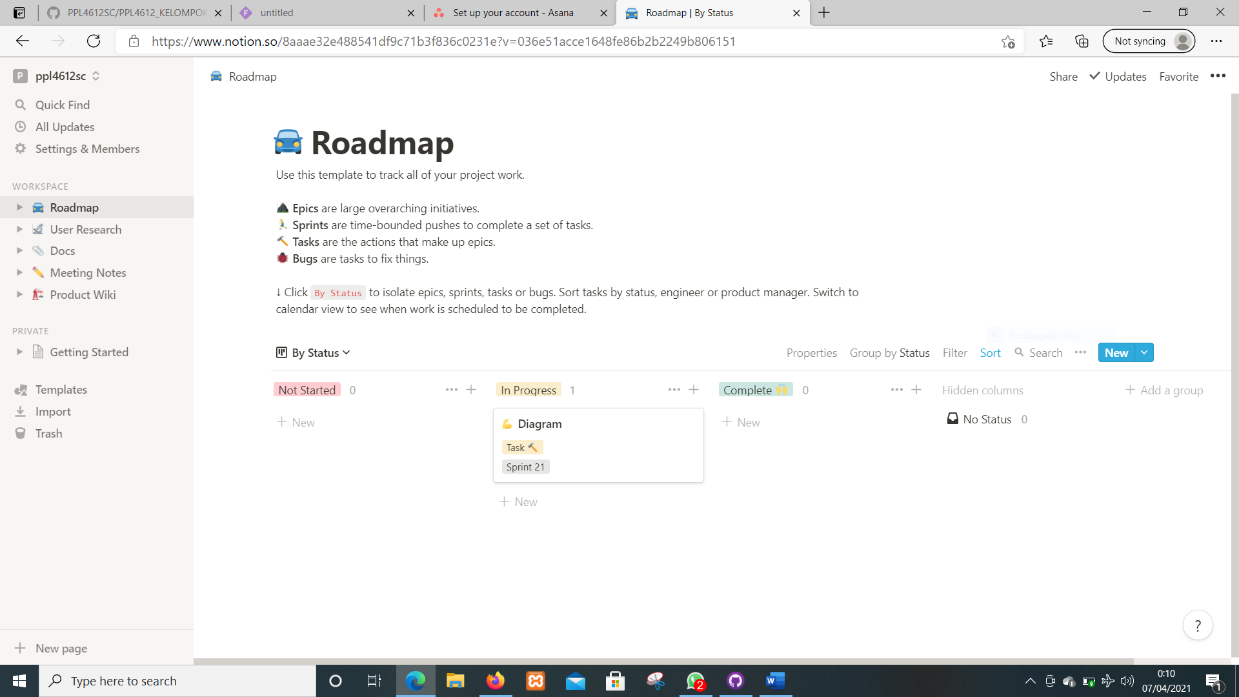 PPL4612SC/PPL4612_KELOMPOK
untitled
Set up your account - Asana
Roadmap | By Status
https://www.notion.so/8aaae32e488541df9c71b3f836c0231e?v=036e51acce1648fe86b2b2249b806151
Not syncing
P ppl4612sc
Roadmap
Share
Updates
Favorite
Quick Find
All Updates
Settings & Members
WORKSPACE
Roadmap
User Research
Docs
Meeting Notes
Product Wiki
PRIVATE
Getting Started
Templates
Import
Trash
New page
Roadmap
Use this template to track all of your project work.
Epics are large overarching initiatives.
Sprints are time-bounded pushes to complete a set of tasks.
Tasks are the actions that make up epics.
Bugs are tasks to fix things.
↓ Click By Status to isolate epics, sprints, tasks or bugs. Sort tasks by status, engineer or product manager. Switch to
calendar view to see when work is scheduled to be completed.
By Status
Properties Group by Status Filter Sort Search ••• New
Not Started 0
In Progress 1
Complete 0
Hidden columns
+ Add a group
+ New
Diagram
Task
Sprint 21
+ New
+ New
No Status 0
?
Type here to search
2
0:10
07/04/2021
1